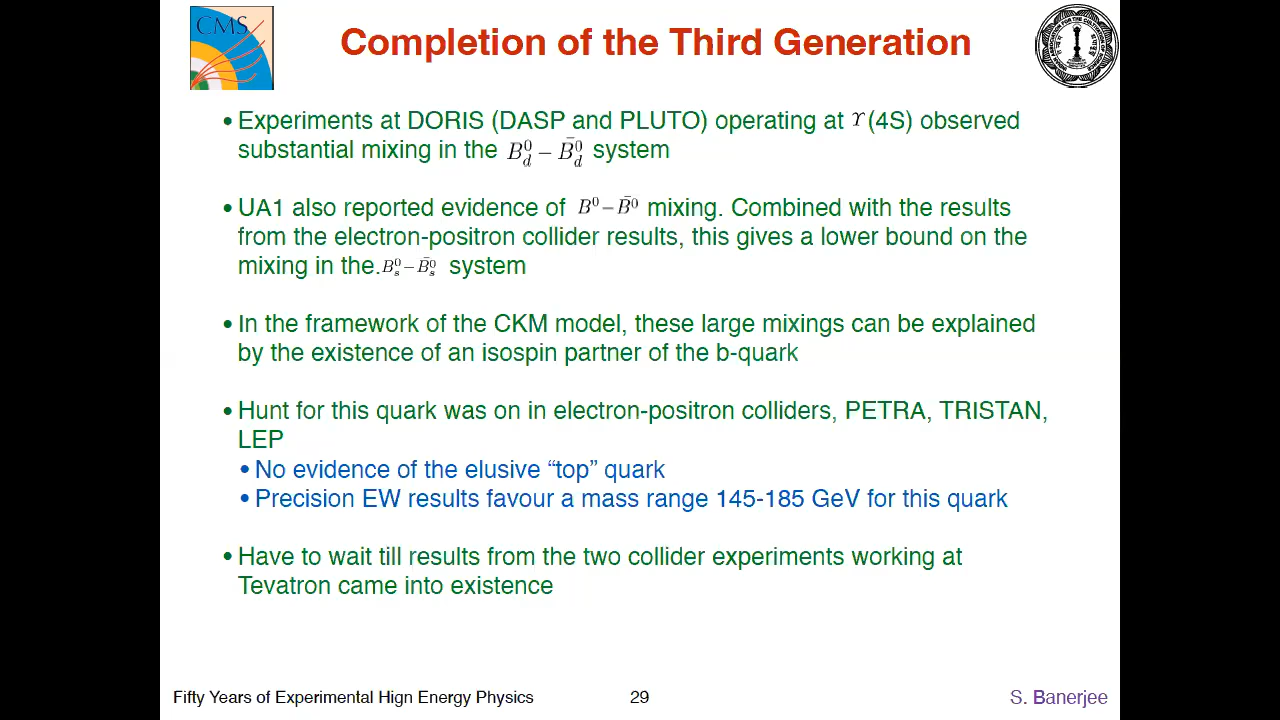 CMS
Completion of the Third Generation
• Experiments at DORIS (DASP and PLUTO) operating at ϒ(4S) observed
substantial mixing in the B⁰_d – B̄⁰_d system
• UA1 also reported evidence of B⁰–B̄⁰ mixing. Combined with the results
from the electron-positron collider results, this gives a lower bound on the
mixing in the.B⁰_s–B̄⁰_s system
• In the framework of the CKM model, these large mixings can be explained
by the existence of an isospin partner of the b-quark
• Hunt for this quark was on in electron-positron colliders, PETRA, TRISTAN,
LEP
• No evidence of the elusive “top” quark
• Precision EW results favour a mass range 145-185 GeV for this quark
• Have to wait till results from the two collider experiments working at
Tevatron came into existence
Fifty Years of Experimental Hign Energy Physics
29
S. Banerjee